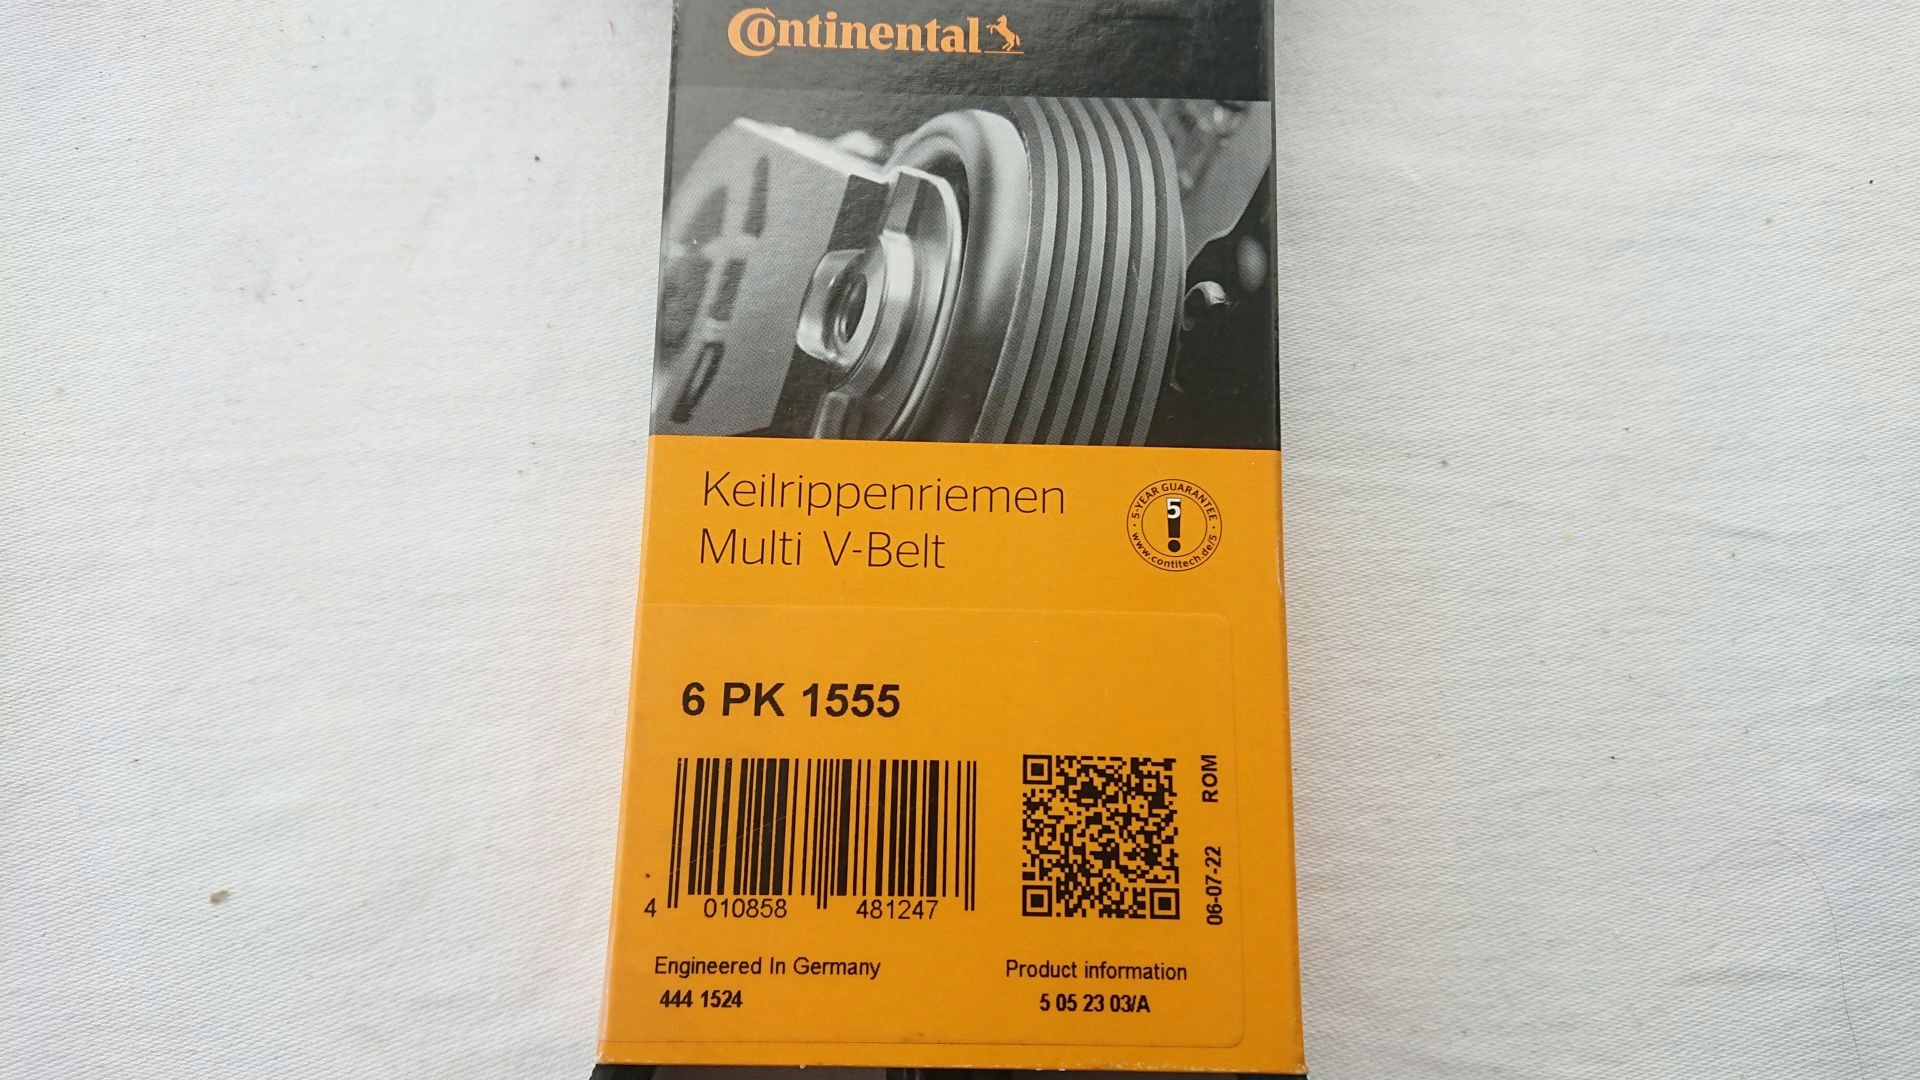 Continental
Keilrippenriemen
Multi V-Belt
5-YEAR GUARANTEE
5
www.contitech.de/5
6 PK 1555
4 010858 481247
ROM
06-07-22
Engineered In Germany
444 1524
Product information
5 05 23 03/A